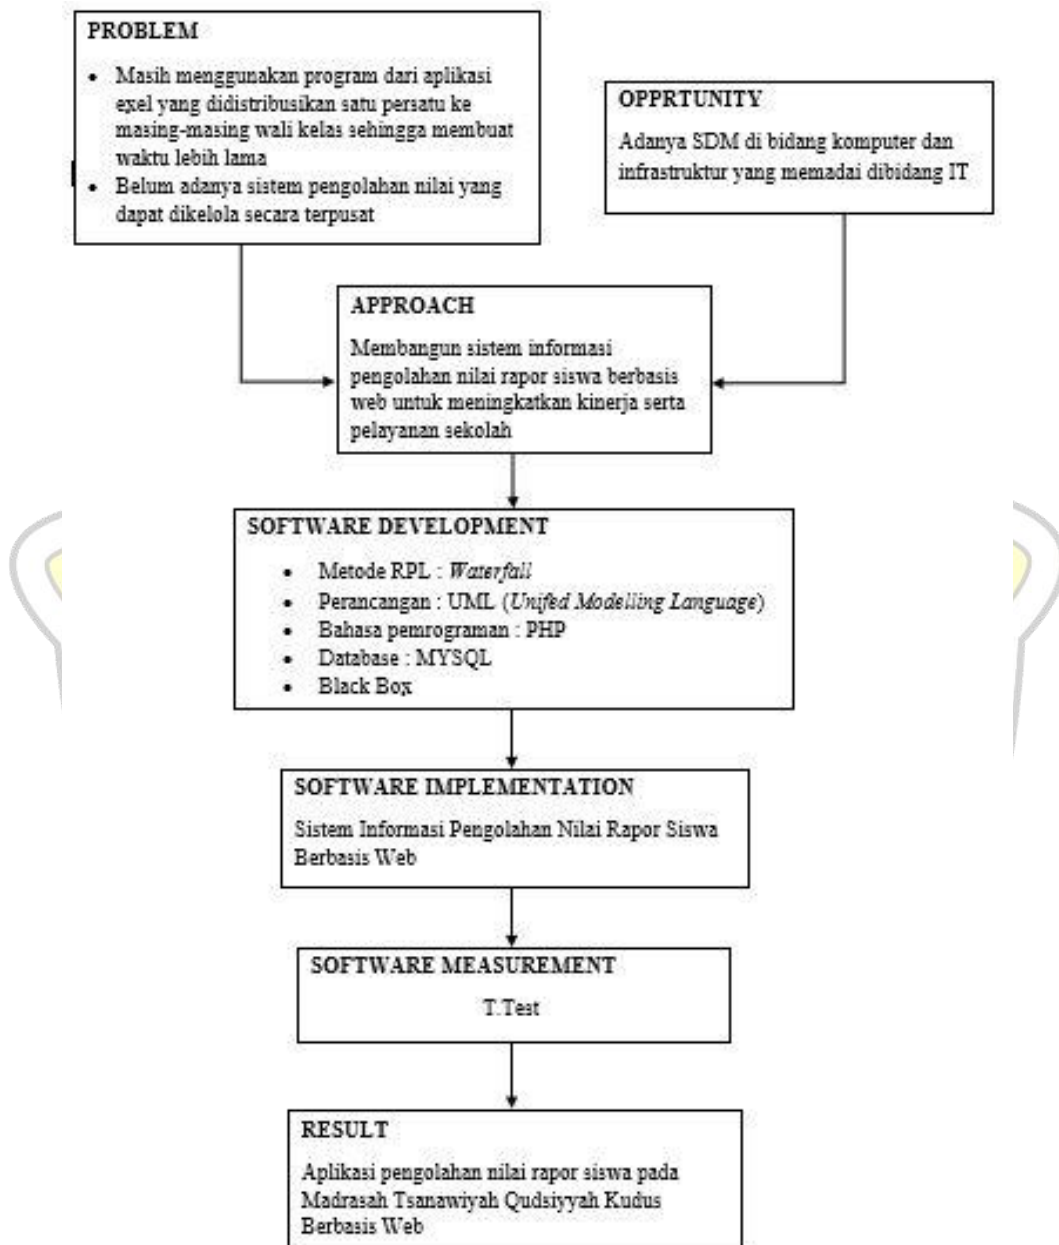 PROBLEM
• Masih menggunakan program dari aplikasi
exel yang didistribusikan satu persatu ke
masing-masing wali kelas sehingga membuat
waktu lebih lama
• Belum adanya sistem pengolahan nilai yang
dapat dikelola secara terpusat
OPPRTUNITY
Adanya SDM di bidang komputer dan
infrastruktur yang memadai dibidang IT
APPROACH
Membangun sistem informasi
pengolahan nilai rapor siswa berbasis
web untuk meningkatkan kinerja serta
pelayanan sekolah
SOFTWARE DEVELOPMENT
• Metode RPL : Waterfall
• Perancangan : UML (Unifed Modelling Language)
• Bahasa pemrograman : PHP
• Database : MYSQL
• Black Box
SOFTWARE IMPLEMENTATION
Sistem Informasi Pengolahan Nilai Rapor Siswa
Berbasis Web
SOFTWARE MEASUREMENT
T.Test
RESULT
Aplikasi pengolahan nilai rapor siswa pada
Madrasah Tsanawiyah Qudsiyyah Kudus
Berbasis Web